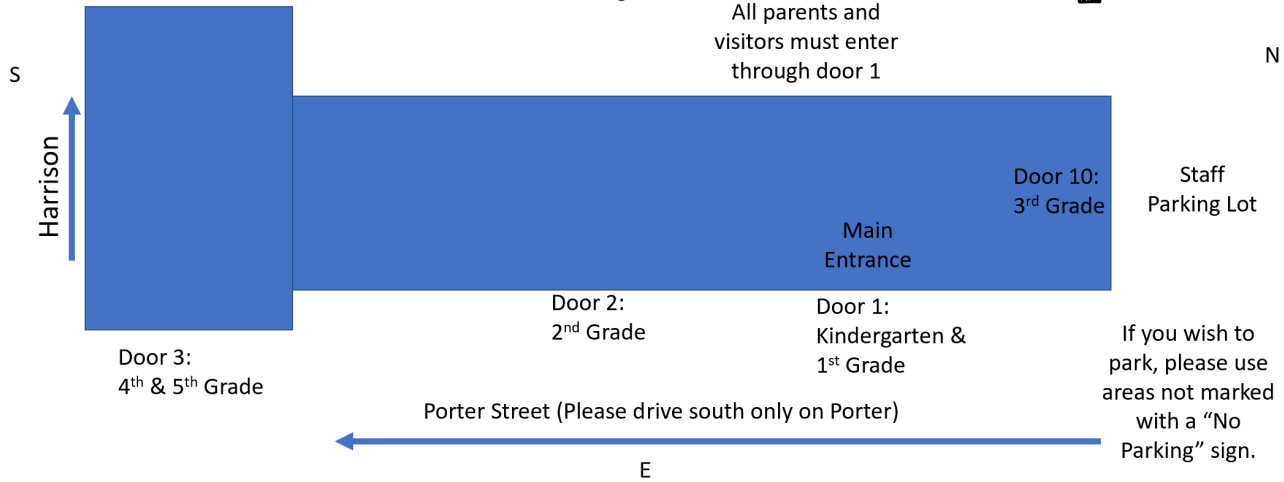 All parents and
visitors must enter
through door 1
S
N
Harrison
Door 10:
3rd Grade
Staff
Parking Lot
Main
Entrance
Door 2:
2nd Grade
Door 1:
Kindergarten &
1st Grade
Door 3:
4th & 5th Grade
If you wish to
park, please use
areas not marked
with a “No
Parking” sign.
Porter Street (Please drive south only on Porter)
E